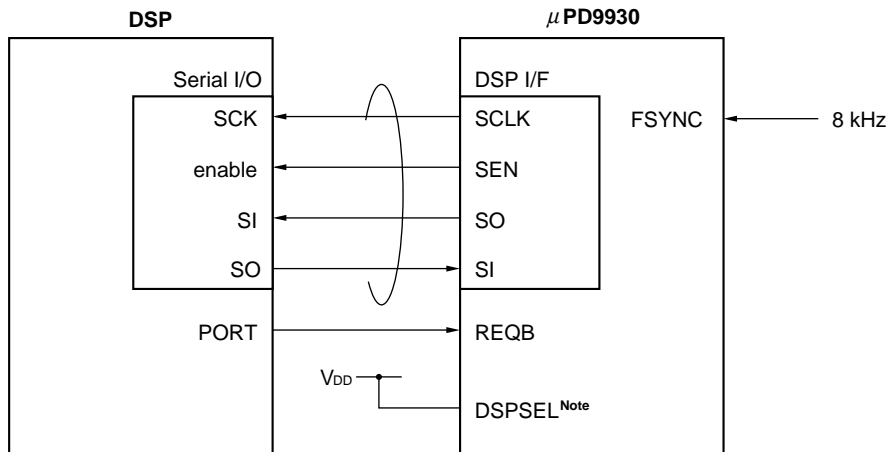 DSP
μPD9930
Serial I/O
DSP I/F
SCK
SCLK
FSYNC
8 kHz
enable
SEN
SI
SO
SO
SI
PORT
REQB
VDD
DSPSEL Note